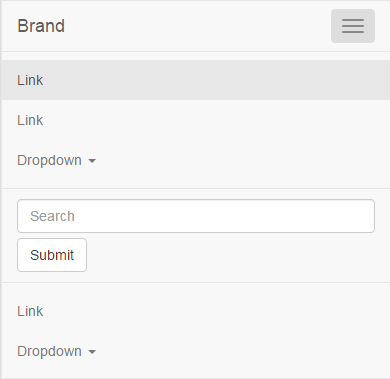 Brand
Link
Link
Dropdown
Search
Submit
Link
Dropdown